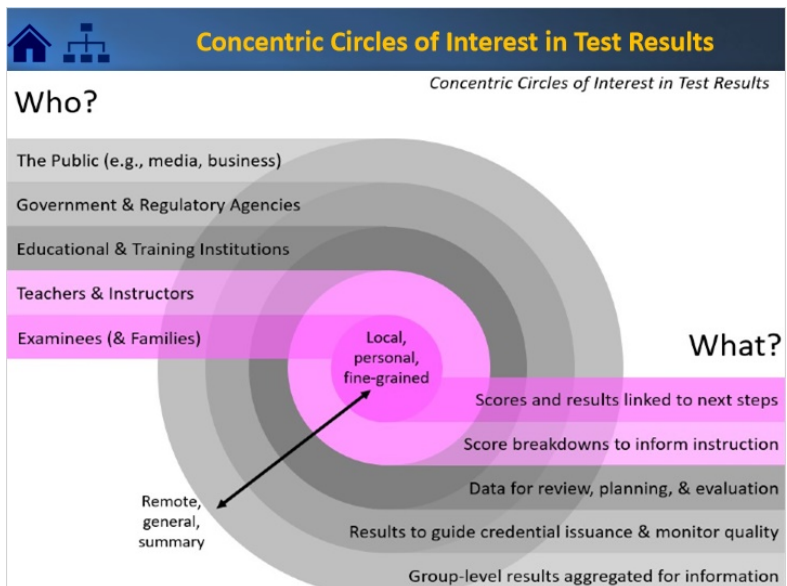 Concentric Circles of Interest in Test Results
Concentric Circles of Interest in Test Results
Who?
The Public (e.g., media, business)
Government & Regulatory Agencies
Educational & Training Institutions
Teachers & Instructors
Examinees (& Families)
Local,
personal,
fine-grained
Remote,
general,
summary
What?
Scores and results linked to next steps
Score breakdowns to inform instruction
Data for review, planning, & evaluation
Results to guide credential issuance & monitor quality
Group-level results aggregated for information